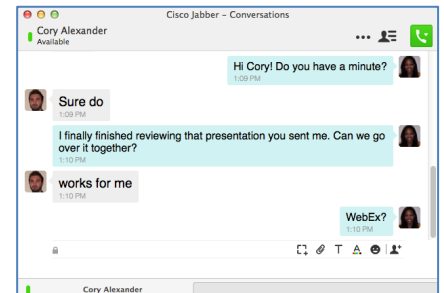 Cisco Jabber – Conversations
Cory Alexander
Available
Hi Cory! Do you have a minute?
1:09 PM
Sure do
1:09 PM
I finally finished reviewing that presentation you sent me. Can we go
over it together?
1:10 PM
works for me
1:10 PM
WebEx?
1:10 PM
T A
Cory Alexander